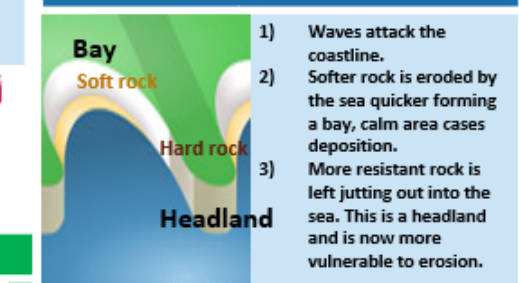 Bay
Soft rock
Hard rock
Headland
1) Waves attack the
coastline.
2) Softer rock is eroded by
the sea quicker forming
a bay, calm area cases
deposition.
3) More resistant rock is
left jutting out into the
sea. This is a headland
and is now more
vulnerable to erosion.